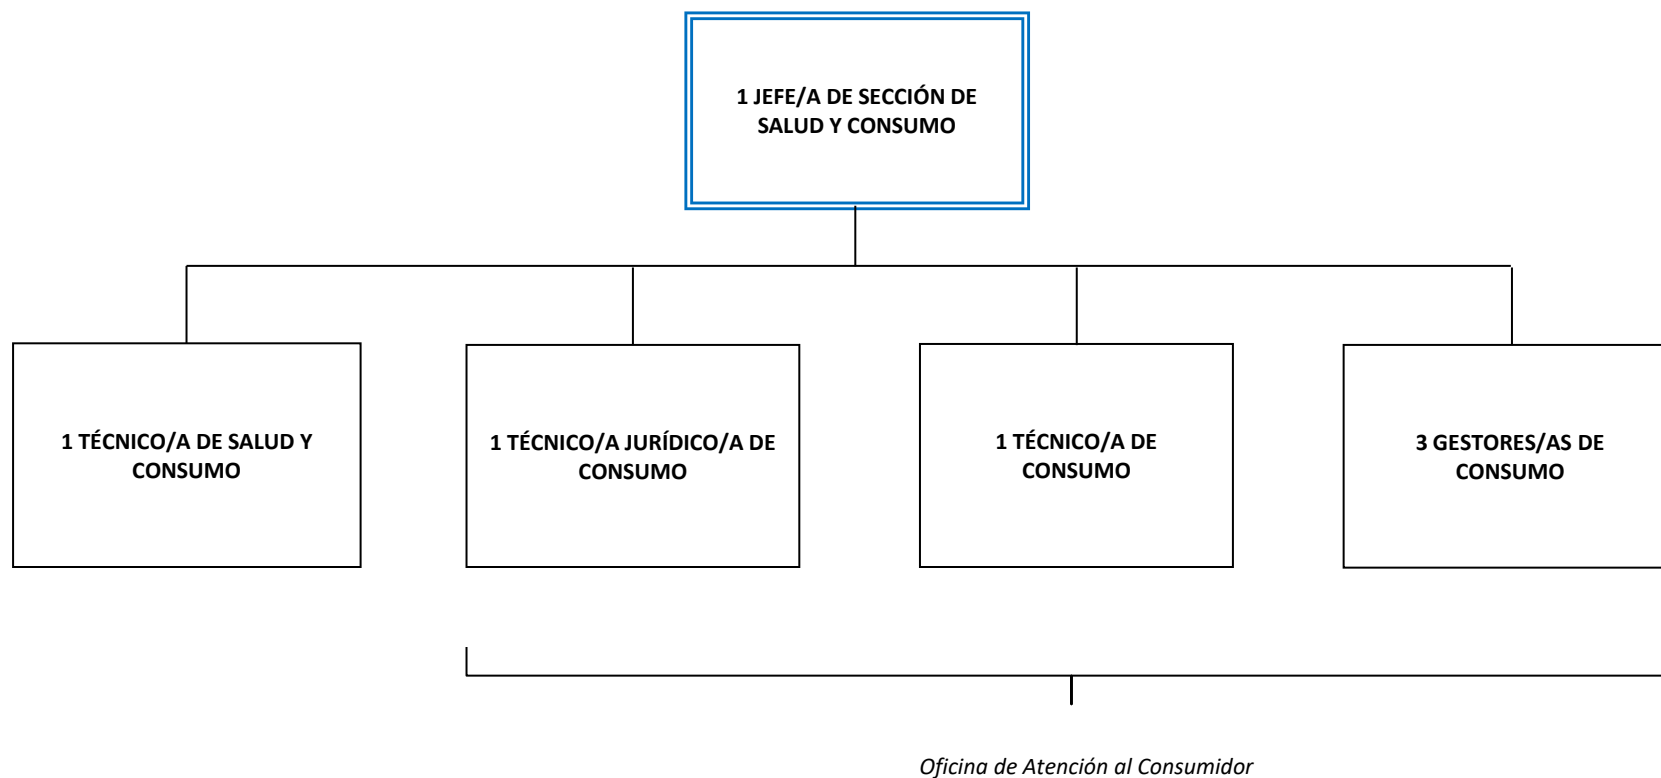 1 JEFE/A DE SECCIÓN DE
SALUD Y CONSUMO
1 TÉCNICO/A DE SALUD Y
CONSUMO
1 TÉCNICO/A JURÍDICO/A DE
CONSUMO
1 TÉCNICO/A DE
CONSUMO
3 GESTORES/AS DE
CONSUMO
Oficina de Atención al Consumidor